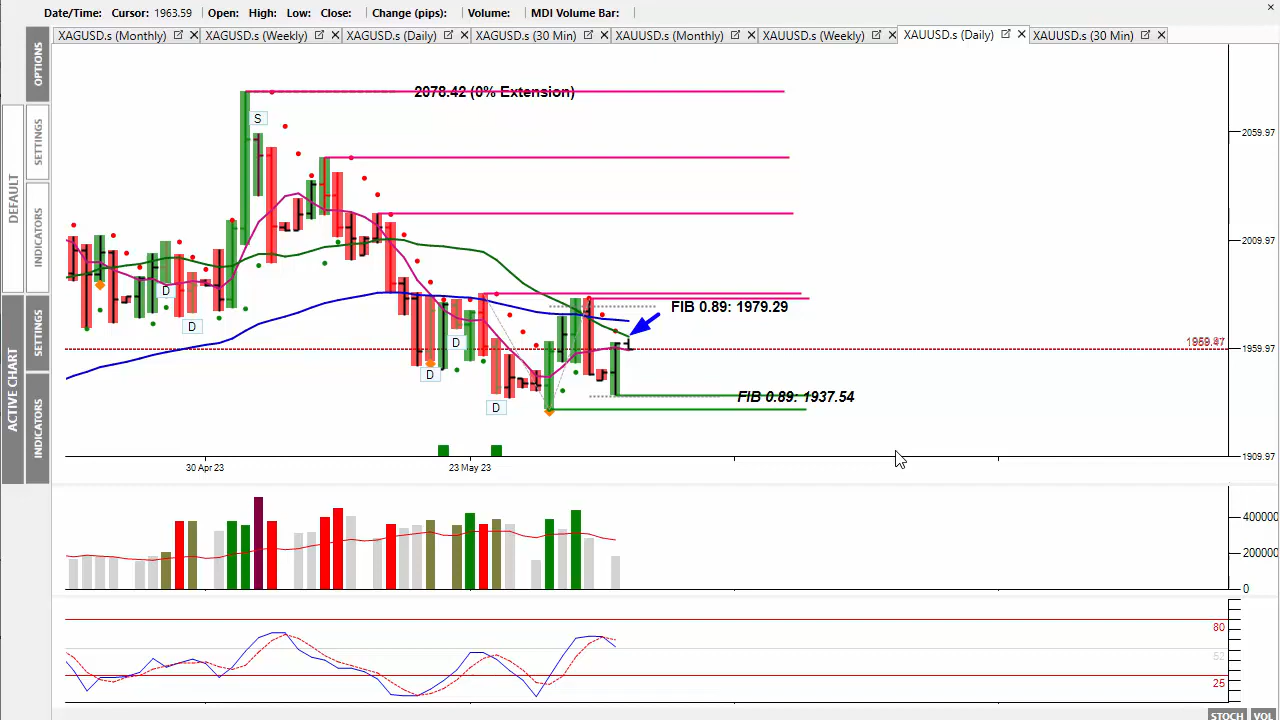 Date/Time: Cursor: 1963.59 Open: High: Low: Close: Change (pips): Volume: MDI Volume Bar:
XAGUSD.s (Monthly) XAGUSD.s (Weekly) XAGUSD.s (Daily) XAGUSD.s (30 Min) XAUUSD.s (Monthly) XAUUSD.s (Weekly) XAUUSD.s (Daily) XAUUSD.s (30 Min)
OPTIONS
DEFAULT
SETTINGS
INDICATORS
ACTIVE CHART
SETTINGS
INDICATORS
2078.42 (0% Extension)
S
2059.97
2009.97
D
D
FIB 0.89: 1979.29
D
D
1959.97
D
FIB 0.89: 1937.54
1909.97
30 Apr 23
23 May 23
400000
200000
0
80
52
25
STOCH VOL